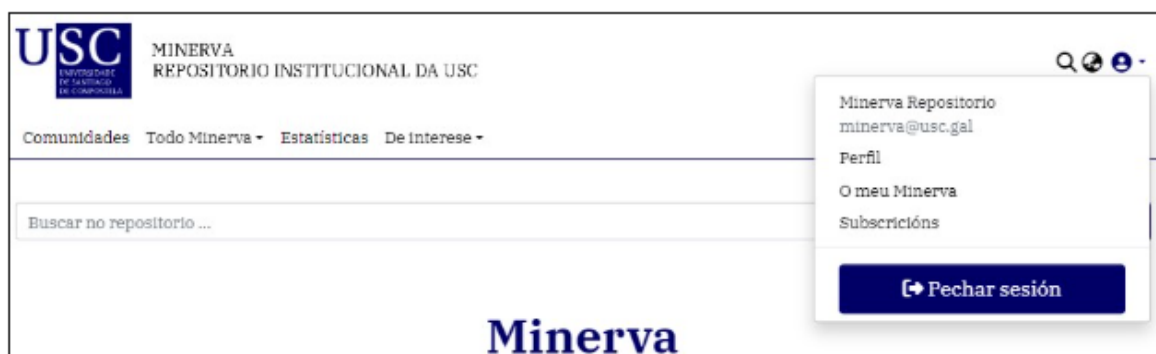 USC
UNIVERSIDADE
DE SANTIAGO
DE COMPOSTELA
MINERVA
REPOSITORIO INSTITUCIONAL DA USC
Comunidades Todo Minerva Estatísticas De interese
Minerva Repositorio
minerva@usc.gal
Perfil
O meu Minerva
Subscricións
Pechar sesión
Buscar no repositorio ...
Minerva